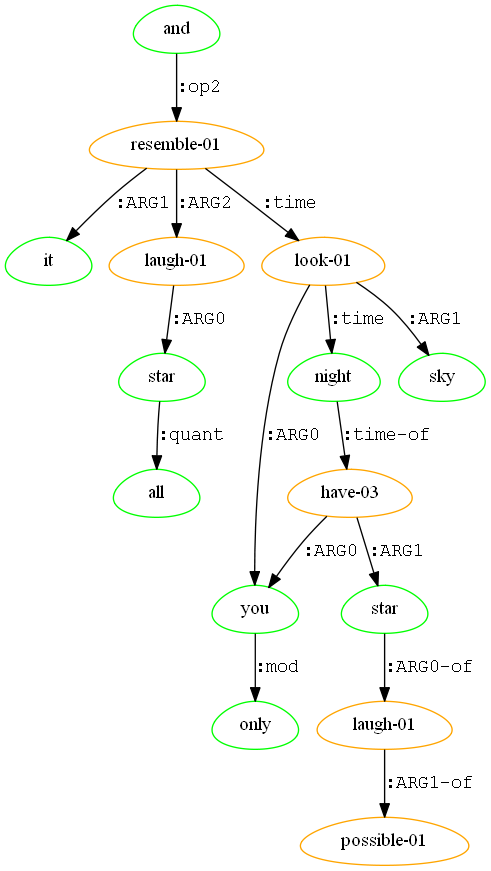 and
:op2
resemble-01
:ARG1 :ARG2 :time
it laugh-01 look-01
:ARG0 :time :ARG1
star night sky
:quant :ARG0 :time-of
all have-03
:ARG0 :ARG1
you star
:mod :ARG0-of
only laugh-01
:ARG1-of
possible-01